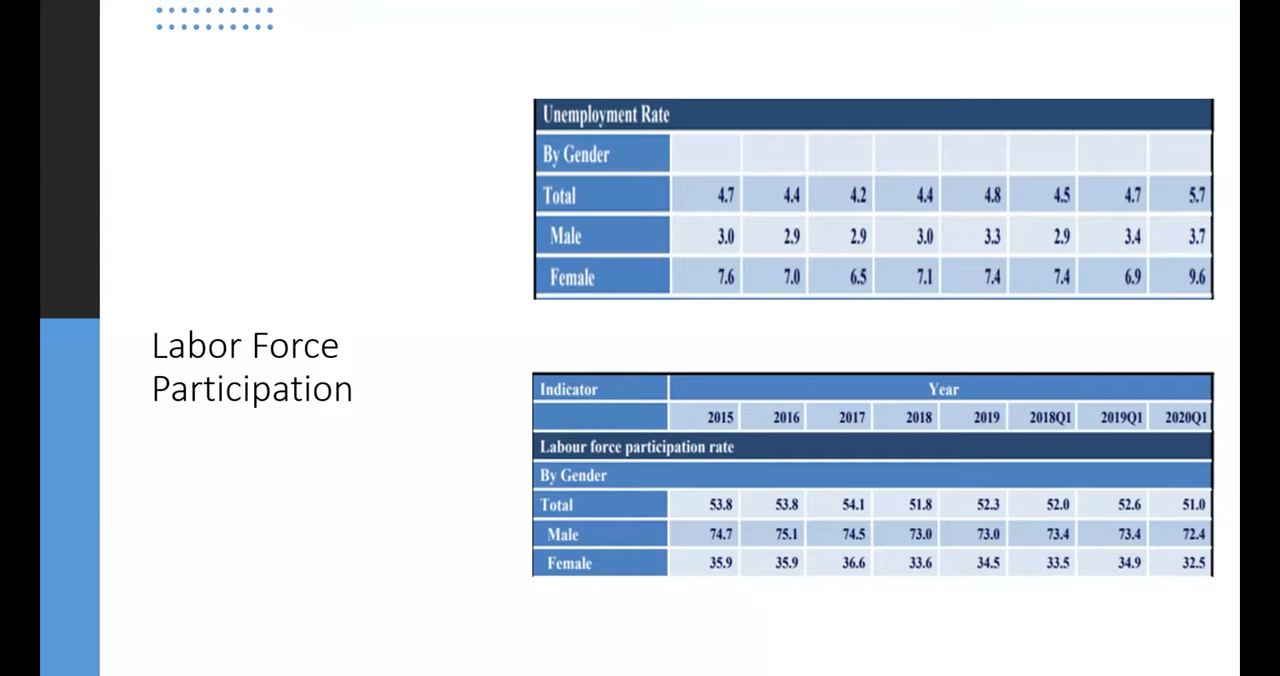 Unemployment Rate
By Gender
Total 4.7 4.4 4.2 4.4 4.8 4.5 4.7 5.7
Male 3.0 2.9 2.9 3.0 3.3 2.9 3.4 3.7
Female 7.6 7.0 6.5 7.1 7.4 7.4 6.9 9.6
Labor Force
Participation
Indicator Year
2015 2016 2017 2018 2019 2018Q1 2019Q1 2020Q1
Labour force participation rate
By Gender
Total 53.8 53.8 54.1 51.8 52.3 52.0 52.6 51.0
Male 74.7 75.1 74.5 73.0 73.0 73.4 73.4 72.4
Female 35.9 35.9 36.6 33.6 34.5 33.5 34.9 32.5